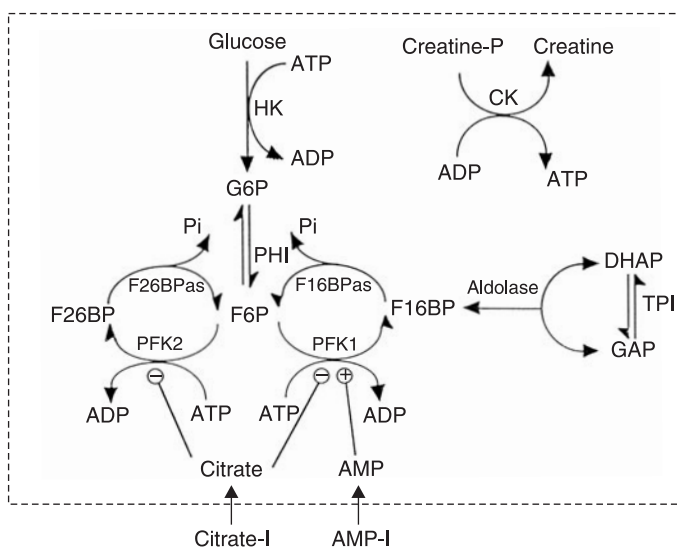 Glucose
ATP
HK
ADP
G6P
Creatine-P
Creatine
CK
ADP
ATP
Pi
PHI
Pi
F26BPas
F16BPas
F26BP
F6P
F16BP
Aldolase
DHAP
TPI
GAP
PFK2
PFK1
− − +
ADP
ATP
ATP
ADP
Citrate
AMP
Citrate-I
AMP-I